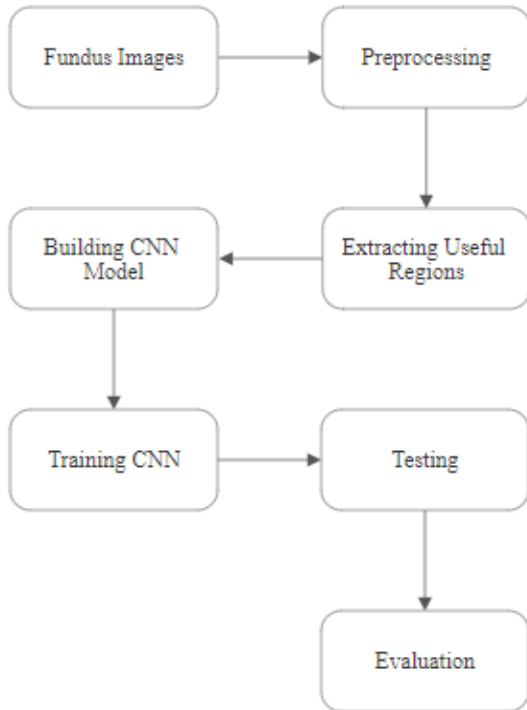 Fundus Images
Preprocessing
Extracting Useful
Regions
Building CNN
Model
Training CNN
Testing
Evaluation